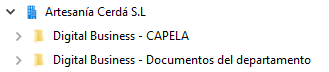 Artesanía Cerdá S.L
Digital Business - CAPELA
Digital Business - Documentos del departamento